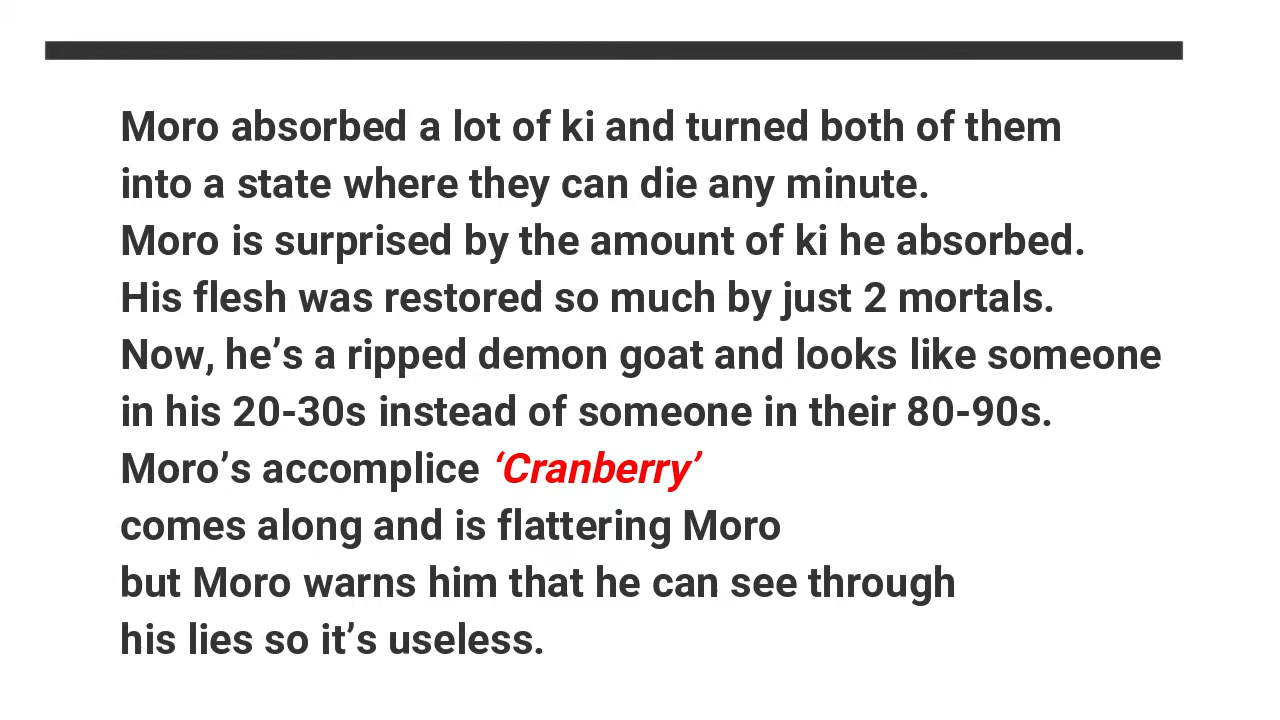 Moro absorbed a lot of ki and turned both of them
into a state where they can die any minute.
Moro is surprised by the amount of ki he absorbed.
His flesh was restored so much by just 2 mortals.
Now, he’s a ripped demon goat and looks like someone
in his 20-30s instead of someone in their 80-90s.
Moro’s accomplice ‘Cranberry’
comes along and is flattering Moro
but Moro warns him that he can see through
his lies so it’s useless.